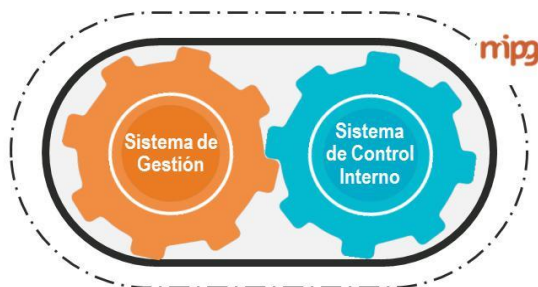 mipg
Sistema de
Gestión
Sistema
de Control
Interno